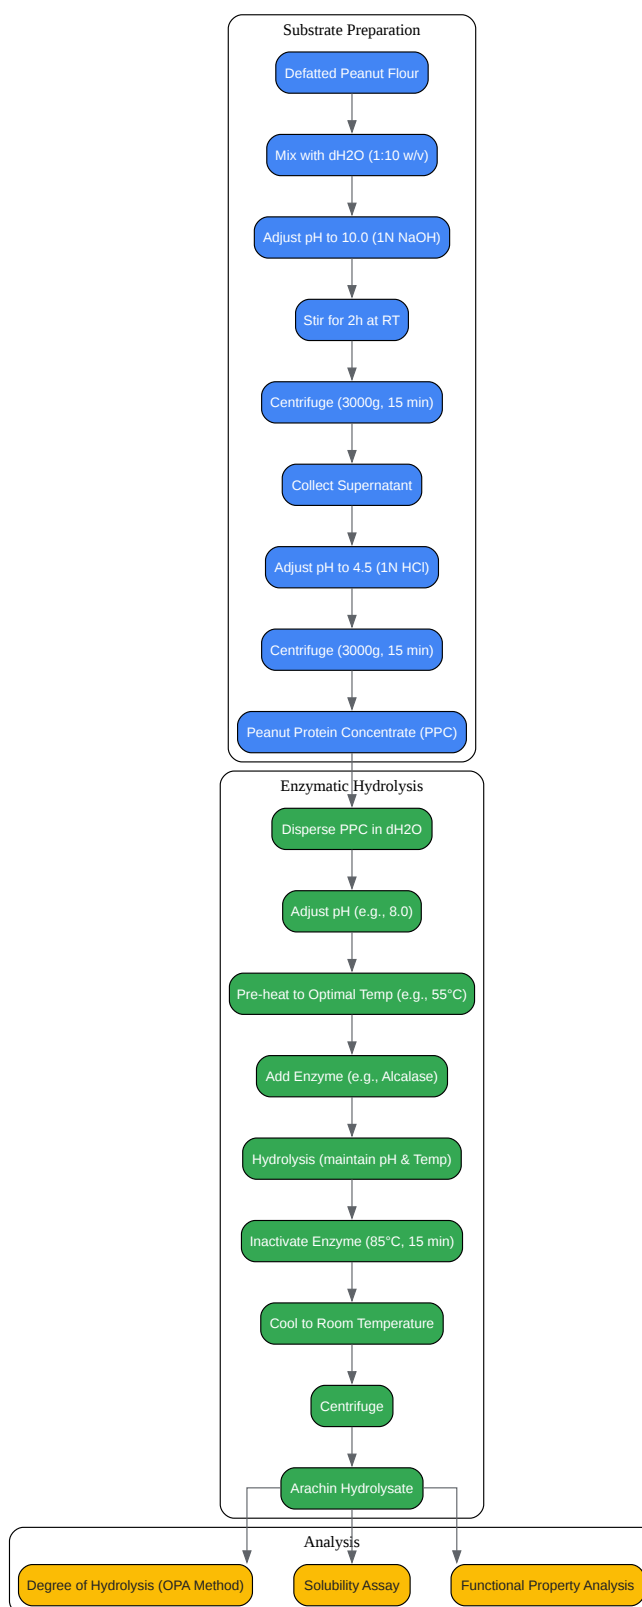 Substrate Preparation
Defatted Peanut Flour
Mix with dH2O (1:10 w/v)
Adjust pH to 10.0 (1N NaOH)
Stir for 2h at RT
Centrifuge (3000g, 15 min)
Collect Supernatant
Adjust pH to 4.5 (1N HCl)
Centrifuge (3000g, 15 min)
Peanut Protein Concentrate (PPC)
Enzymatic Hydrolysis
Disperse PPC in dH2O
Adjust pH (e.g., 8.0)
Pre-heat to Optimal Temp (e.g., 55°C)
Add Enzyme (e.g., Alcalase)
Hydrolysis (maintain pH & Temp)
Inactivate Enzyme (85°C, 15 min)
Cool to Room Temperature
Centrifuge
Arachin Hydrolysate
Analysis
Degree of Hydrolysis (OPA Method)
Solubility Assay
Functional Property Analysis